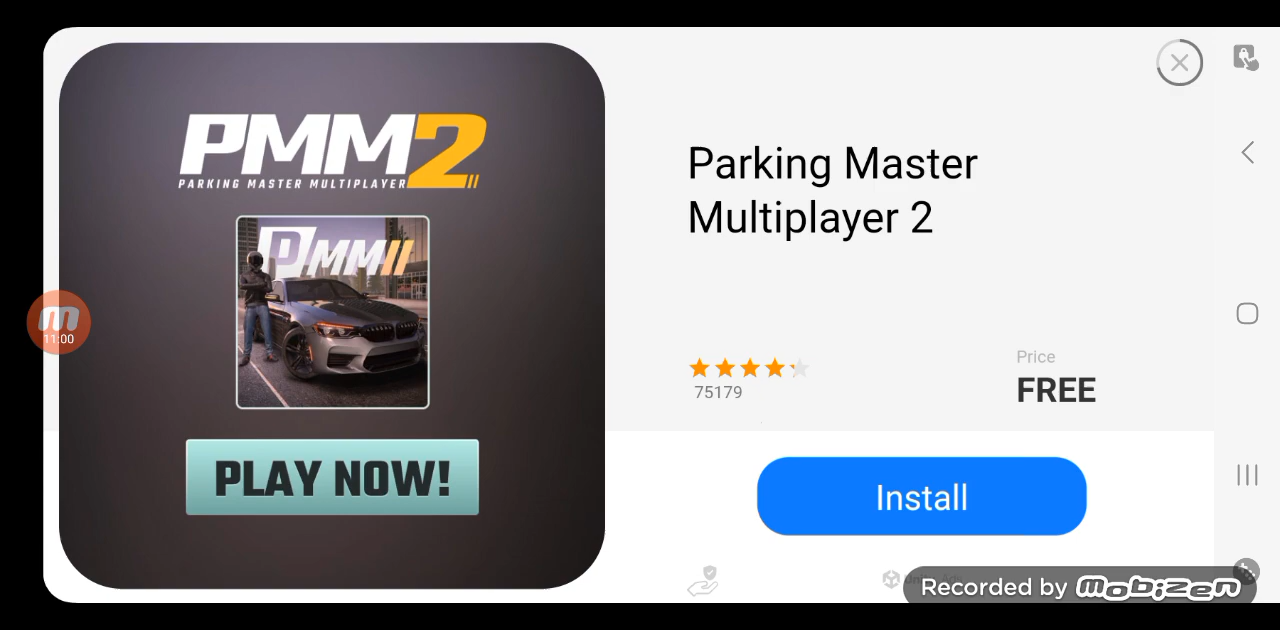 PMM2
PARKING MASTER MULTIPLAYER
PMMII
PLAY NOW!
11:00
Parking Master
Multiplayer 2
75179
Price
FREE
Install
Recorded by mobizen